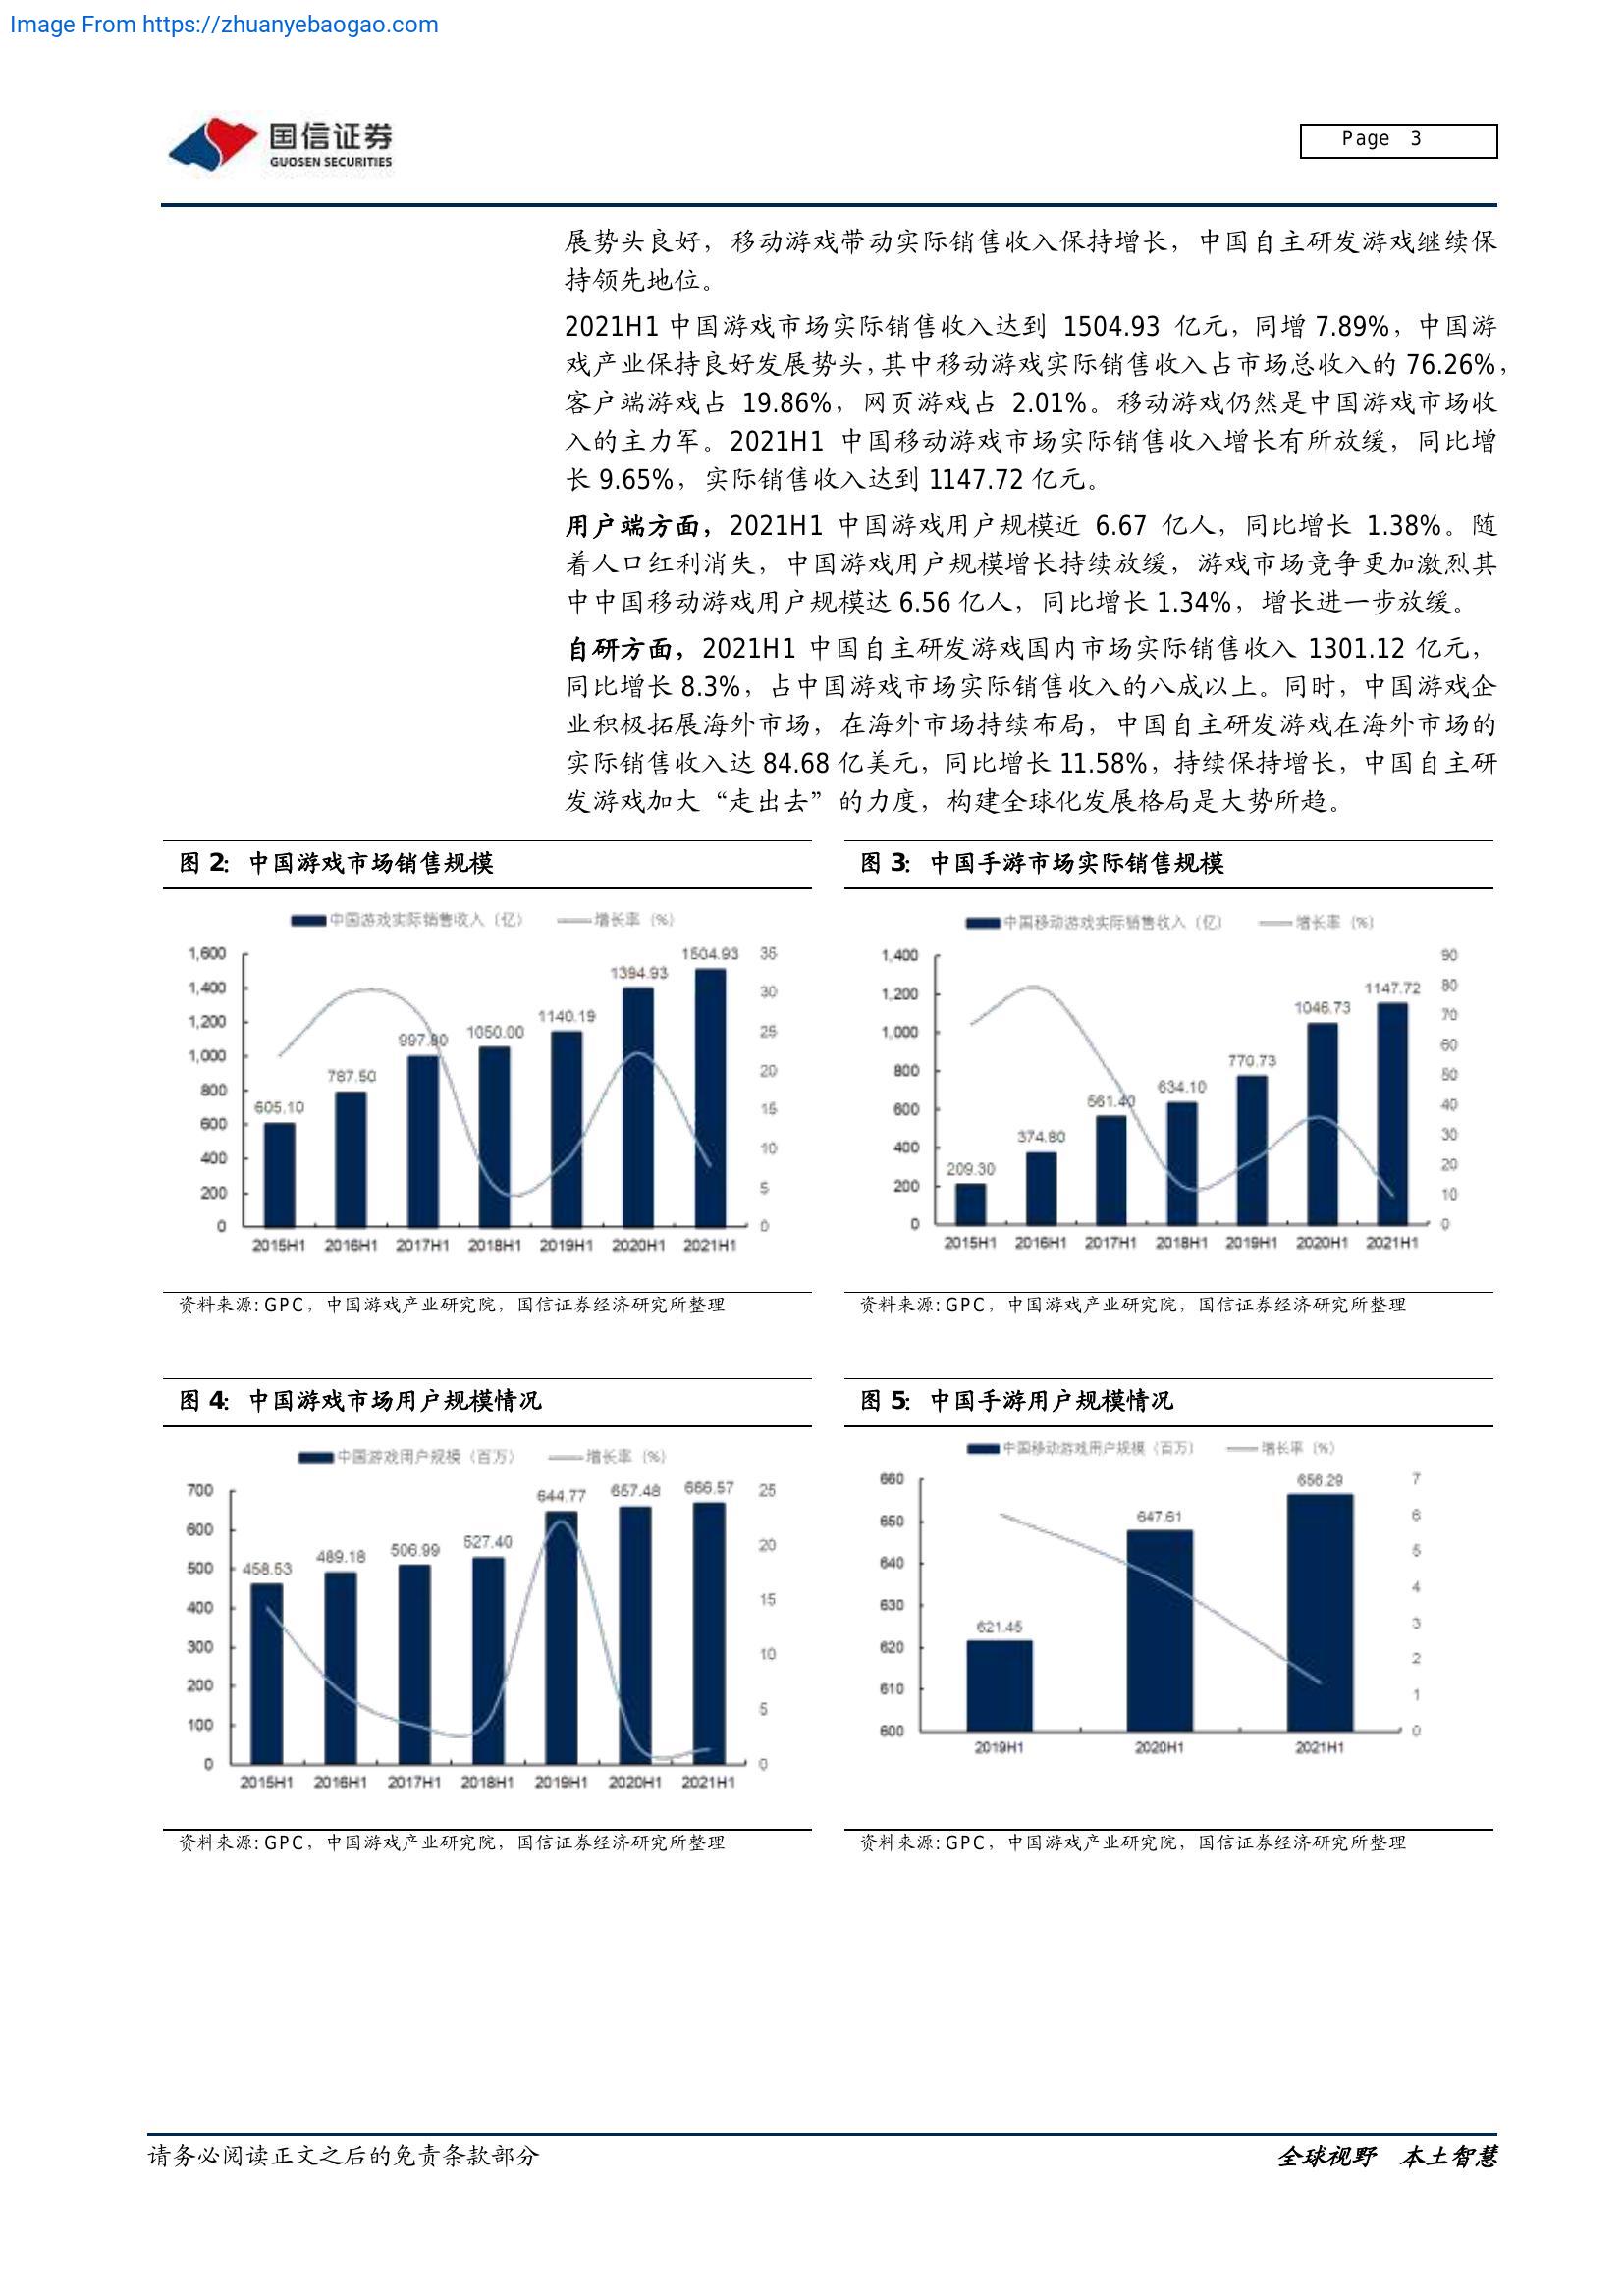 Image From https://zhuanyebaogao.com
国信证券
GUOSEN SECURITIES
Page 3
展势头良好，移动游戏带动实际销售收入保持增长，中国自主研发游戏继续保
持领先地位。
2021H1 中国游戏市场实际销售收入达到 1504.93 亿元，同增 7.89%，中国游
戏产业保持良好发展势头，其中移动游戏实际销售收入占市场总收入的 76.26%，
客户端游戏占 19.86%，网页游戏占 2.01%。移动游戏仍然是中国游戏市场收
入的主力军。2021H1 中国移动游戏市场实际销售收入增长有所放缓，同比增
长 9.65%，实际销售收入达到 1147.72 亿元。
用户端方面，2021H1 中国游戏用户规模近 6.67 亿人，同比增长 1.38%。随
着人口红利消失，中国游戏用户规模增长持续放缓，游戏市场竞争更加激烈其
中中国移动游戏用户规模达 6.56 亿人，同比增长 1.34%，增长进一步放缓。
自研方面，2021H1 中国自主研发游戏国内市场实际销售收入 1301.12 亿元，
同比增长 8.3%，占中国游戏市场实际销售收入的八成以上。同时，中国游戏企
业积极拓展海外市场，在海外市场持续布局，中国自主研发游戏在海外市场的
实际销售收入达 84.68 亿美元，同比增长 11.58%，持续保持增长，中国自主研
发游戏加大“走出去”的力度，构建全球化发展格局是大势所趋。
图 2：中国游戏市场销售规模
中国游戏实际销售收入（亿） 增长率（%）
1,600
1,400
1,200
1,000
800
600
400
200
0
605.10
787.50
997.80
1050.00
1140.19
1394.93
1504.93
35
30
25
20
15
10
5
0
2015H1 2016H1 2017H1 2018H1 2019H1 2020H1 2021H1
资料来源：GPC，中国游戏产业研究院，国信证券经济研究所整理
图 3：中国手游市场实际销售规模
中国移动游戏实际销售收入（亿） 增长率（%）
1,400
1,200
1,000
800
600
400
200
0
209.30
374.80
561.40
634.10
770.73
1046.73
1147.72
90
80
70
60
50
40
30
20
10
0
2015H1 2016H1 2017H1 2018H1 2019H1 2020H1 2021H1
资料来源：GPC，中国游戏产业研究院，国信证券经济研究所整理
图 4：中国游戏市场用户规模情况
中国游戏用户规模（百万） 增长率（%）
700
600
500
400
300
200
100
0
458.53
489.18
506.99
527.40
644.77
657.48
666.57
25
20
15
10
5
0
2015H1 2016H1 2017H1 2018H1 2019H1 2020H1 2021H1
资料来源：GPC，中国游戏产业研究院，国信证券经济研究所整理
图 5：中国手游用户规模情况
中国移动游戏用户规模（百万） 增长率（%）
660
650
640
630
620
610
600
621.45
647.61
656.29
7
6
5
4
3
2
1
0
2019H1 2020H1 2021H1
资料来源：GPC，中国游戏产业研究院，国信证券经济研究所整理
请务必阅读正文之后的免责条款部分
全球视野 本土智慧